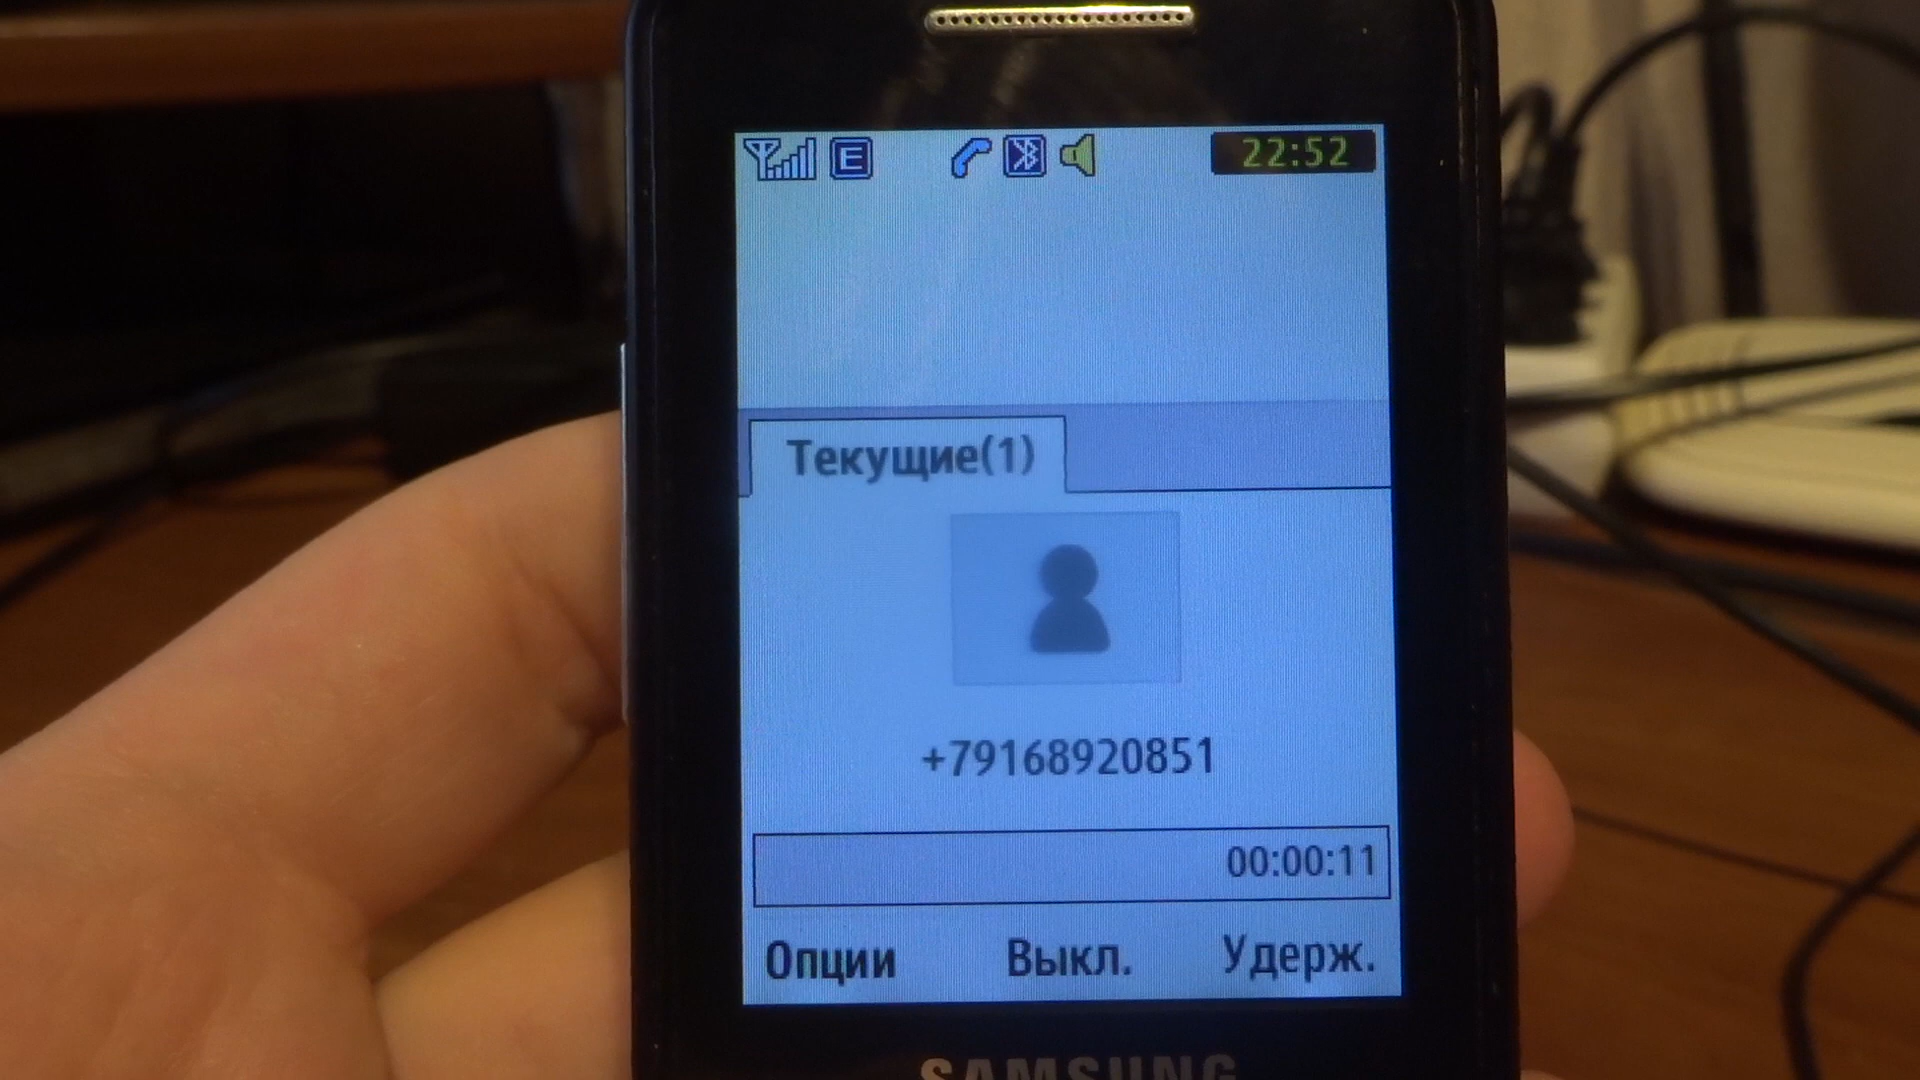 E
22:52
Текущие(1)
+79168920851
00:00:11
Опции Выкл. Удерж.
SAMSUNG